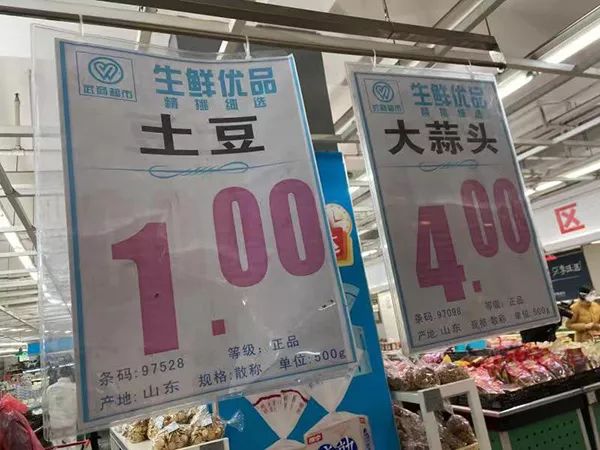 武商超市
生鲜优品
精挑细选
土豆
1.00
条码:97528
等级:正品
产地:山东
规格:散称
单位:500g
武商超市
生鲜优品
精挑细选
大蒜头
4.00
条码:97098
等级:正品
产地:山东
规格:散称
单位:500g
区